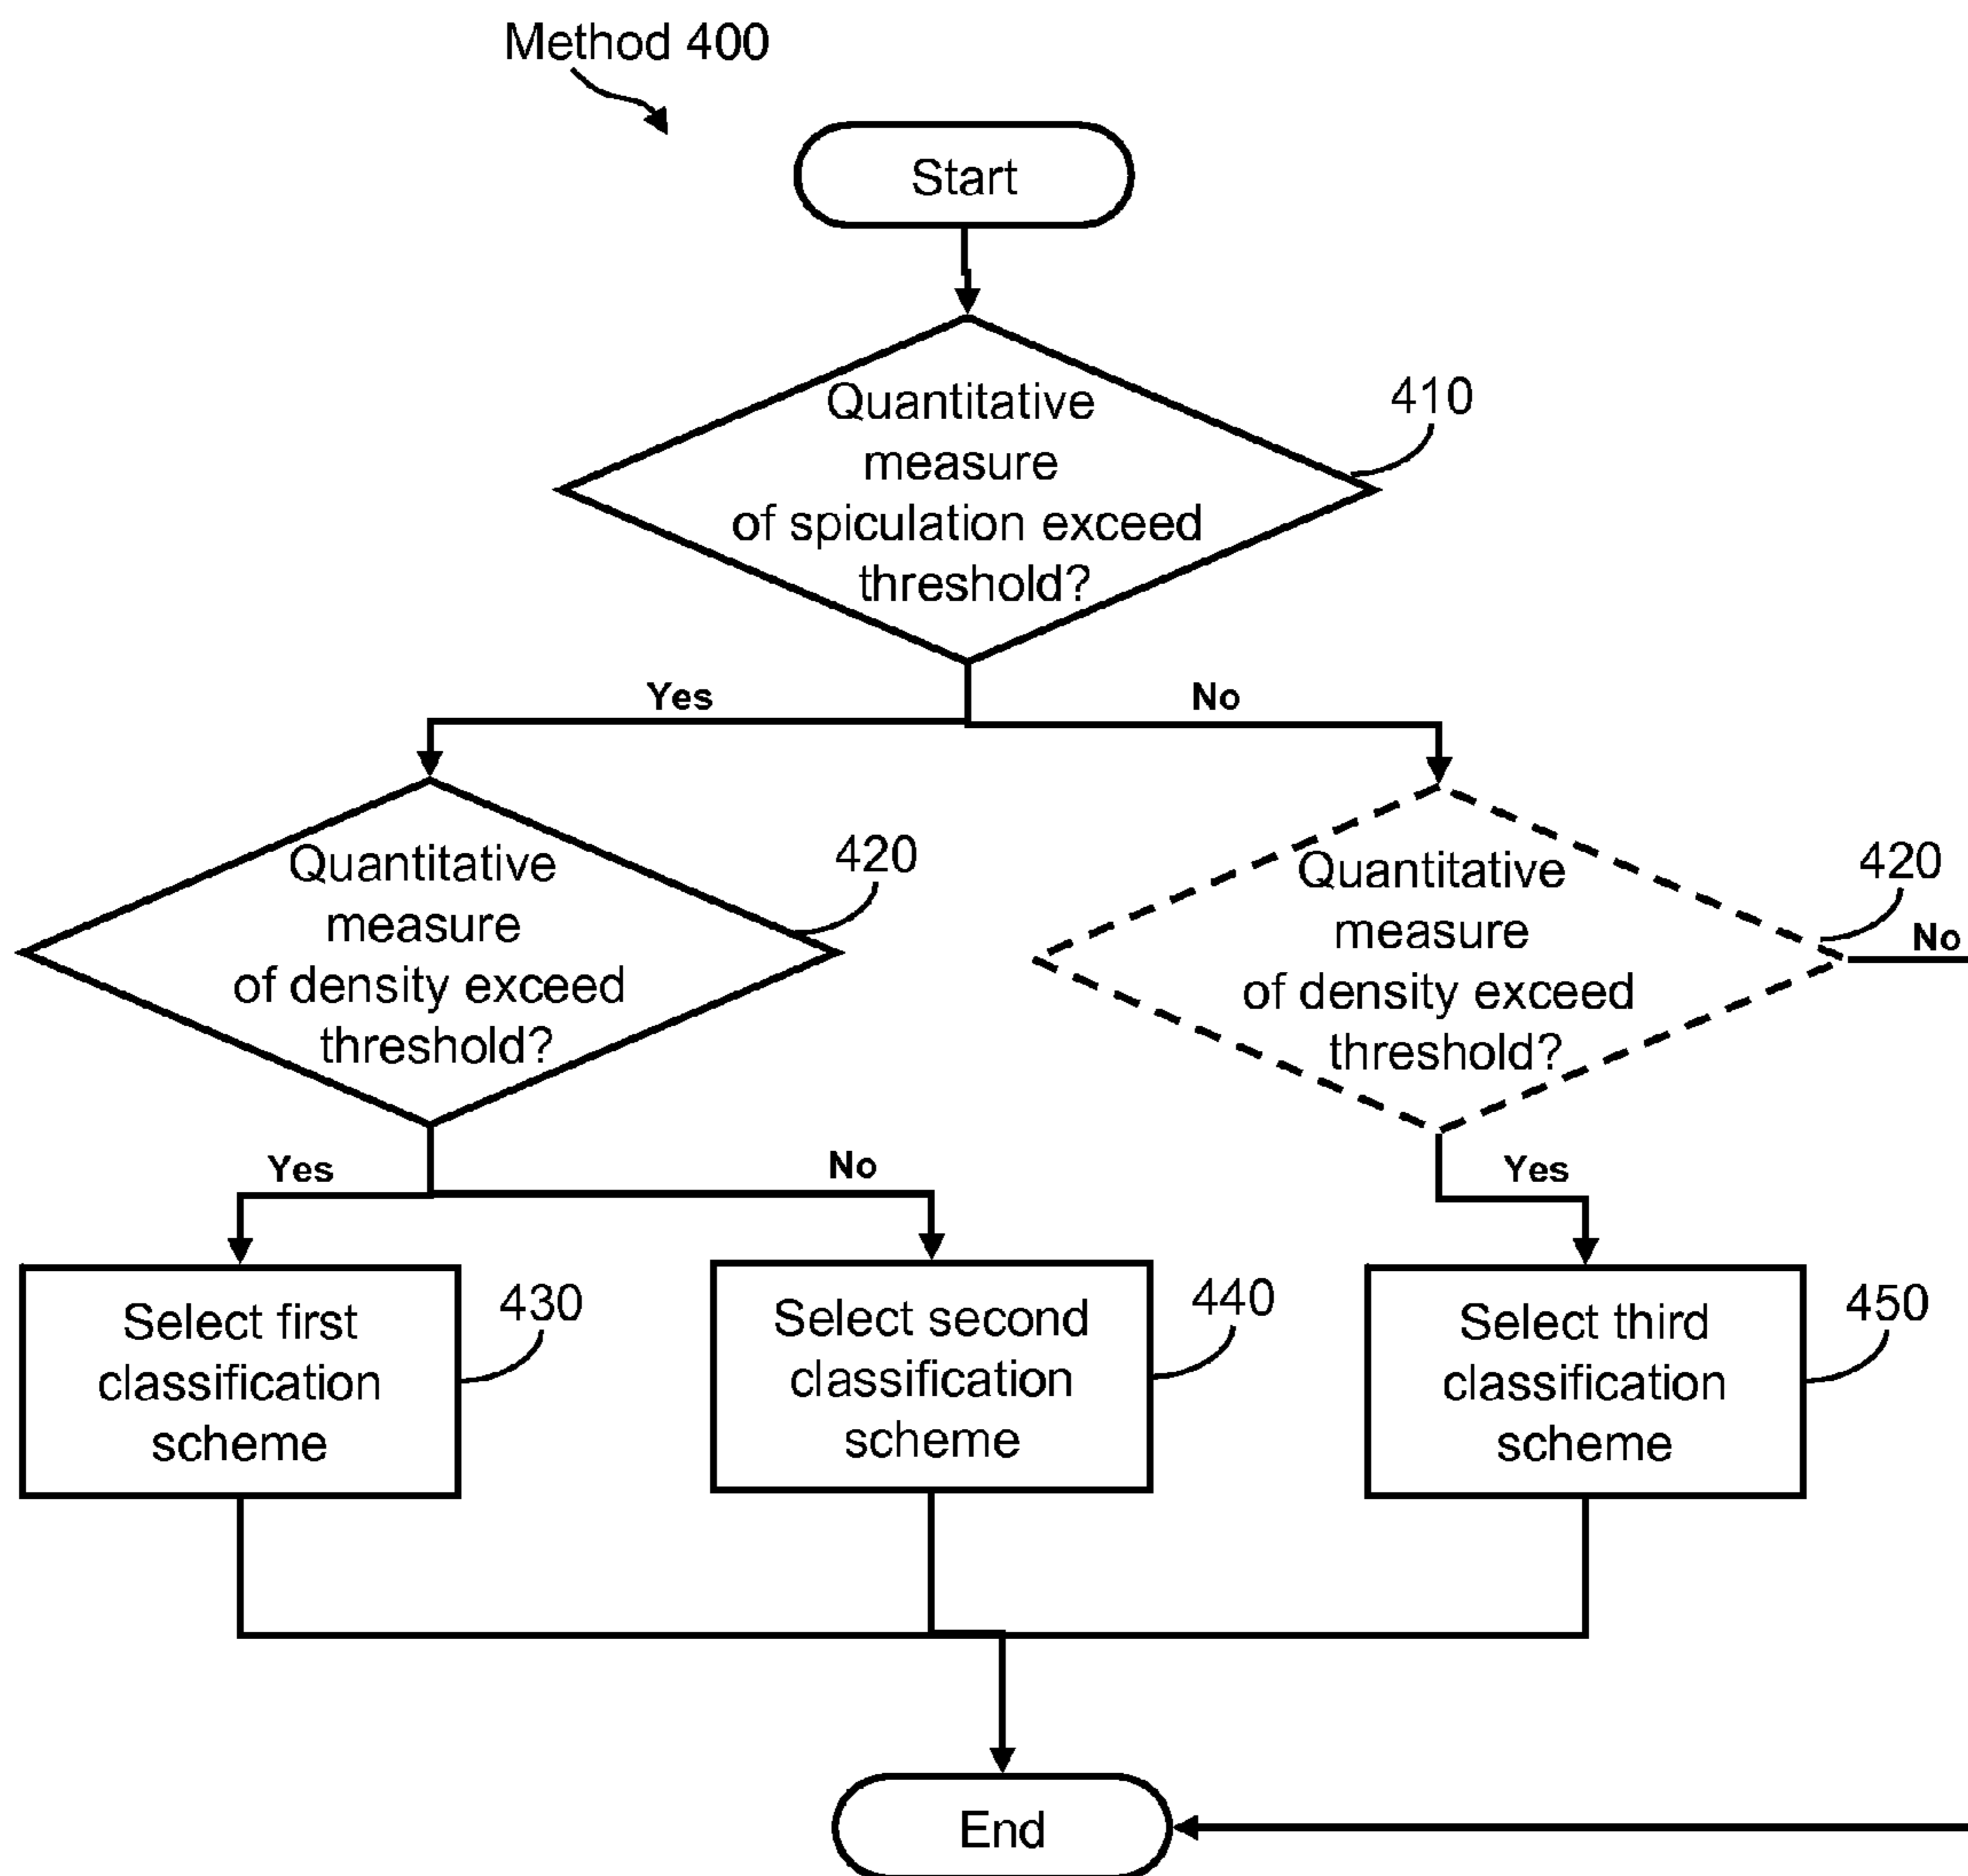 Method 400
Start
Quantitative
measure
of spiculation exceed
threshold?
410
Yes
No
Quantitative
measure
of density exceed
threshold?
420
Quantitative
measure
of density exceed
threshold?
420
No
Yes
No
Yes
Select first
classification
scheme
430
Select second
classification
scheme
440
Select third
classification
scheme
450
End